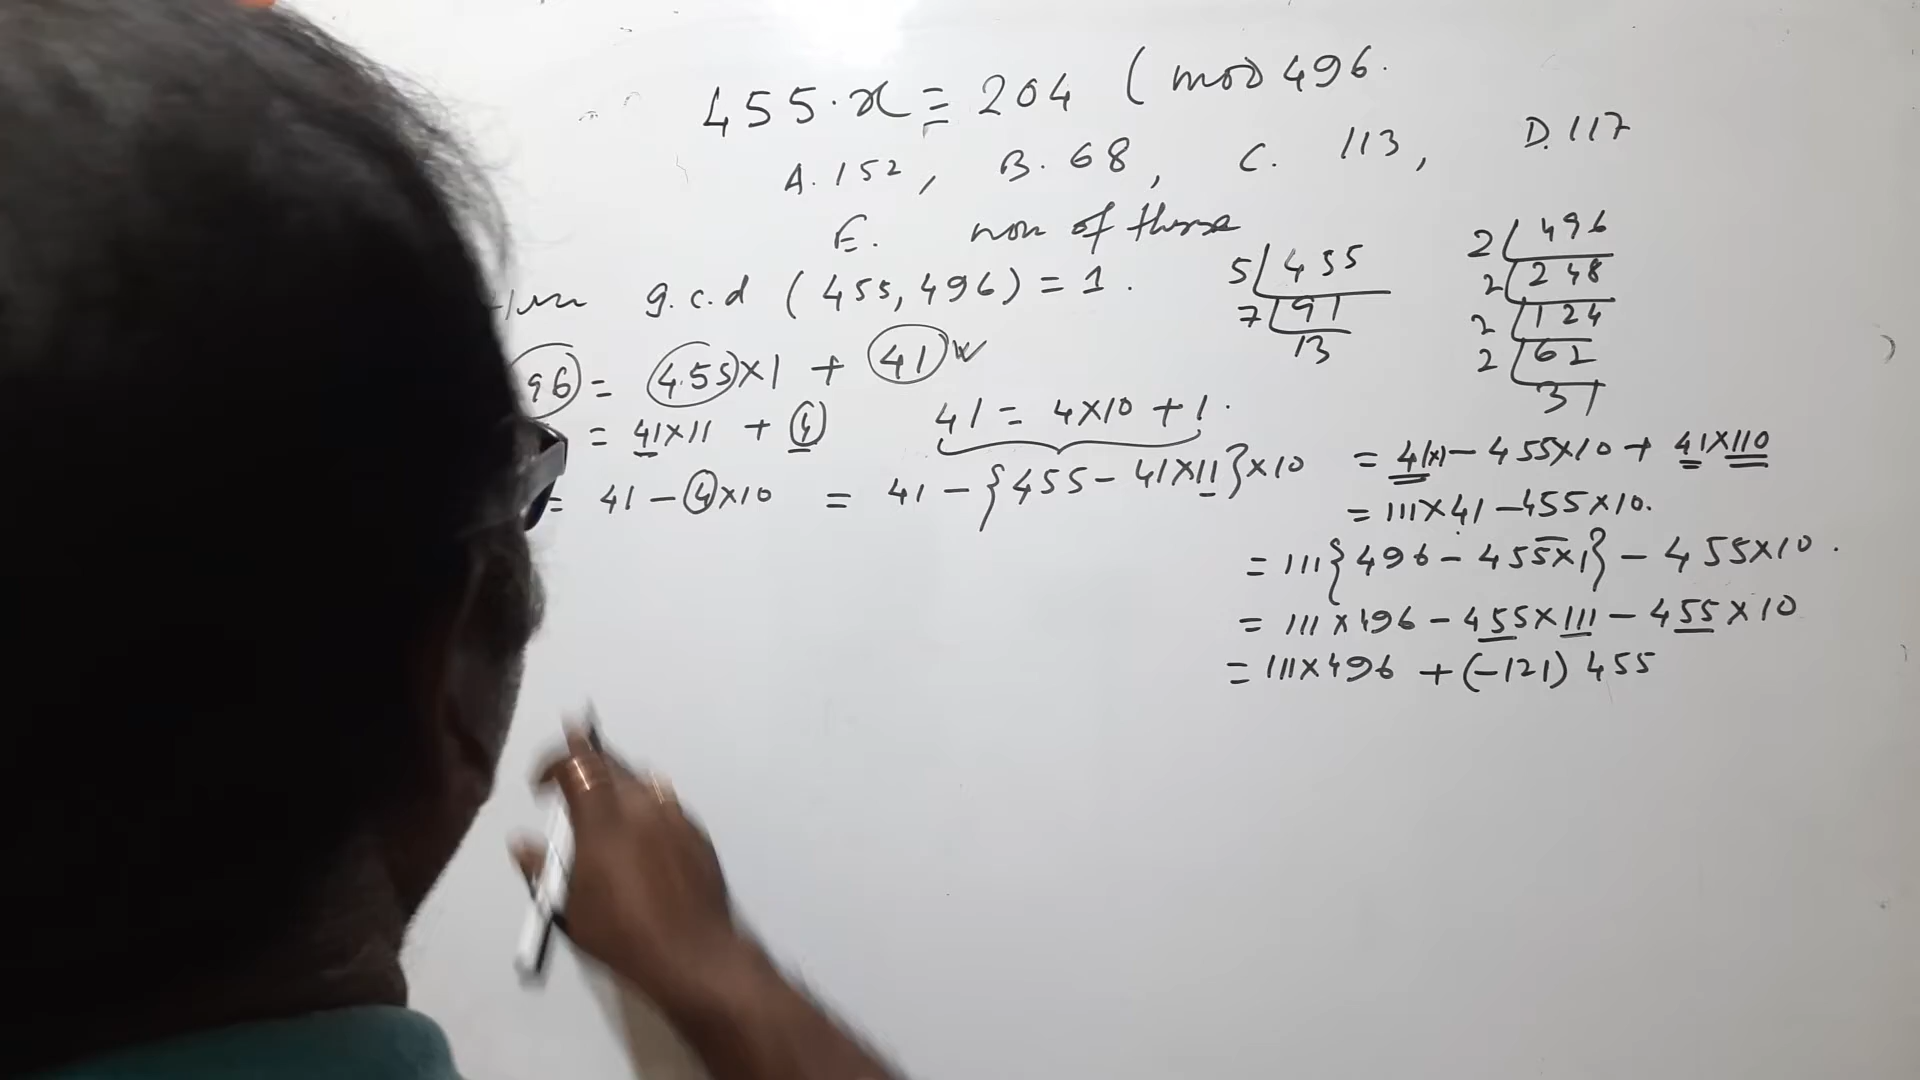 455·x ≡ 204 (mod 496.
A. 152, B. 68, C. 113, D. 117
E. non of these
g.c.d (455,496) = 1.
5 | 455
7 | 91
13
2 | 496
2 | 248
2 | 124
2 | 62
31
96 = 455×1 + 41
= 41×11 + 4
41 = 4×10 + 1.
= 41 - 4×10 = 41 - {455 - 41×11}×10
= 41×1 - 455×10 + 41×110
= 111×41 - 455×10.
= 111{496 - 455×1} - 455×10.
= 111×496 - 455×111 - 455×10
= 111×496 + (-121) 455